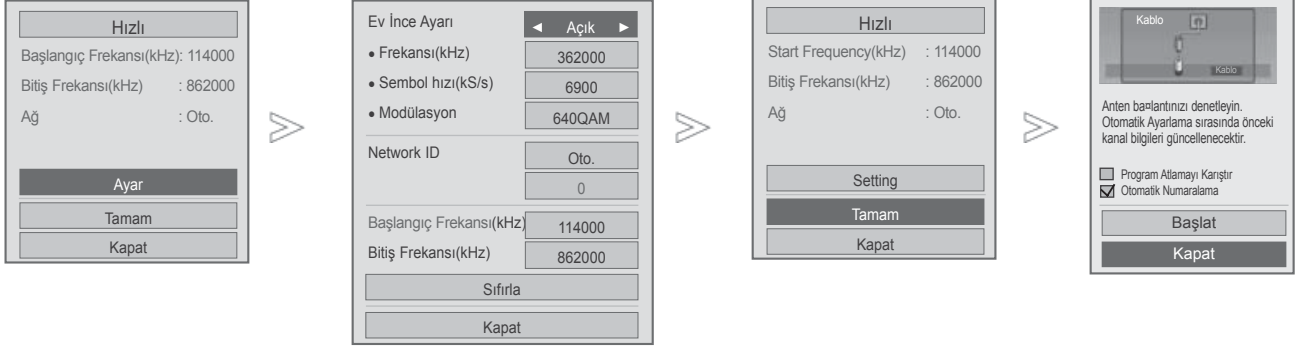 Hızlı
Başlangıç Frekansı(kHz): 114000
Bitiş Frekansı(kHz) : 862000
Ağ : Oto.
Ayar
Tamam
Kapat
Ev İnce Ayarı ◄ Açık ►
• Frekansı(kHz) 362000
• Sembol hızı(kS/s) 6900
• Modülasyon 640QAM
Network ID Oto.
0
Başlangıç Frekansı(kHz) 114000
Bitiş Frekansı(kHz) 862000
Sıfırla
Kapat
Hızlı
Start Frequency(kHz) : 114000
Bitiş Frekansı(kHz) : 862000
Ağ : Oto.
Setting
Tamam
Kapat
Kablo
Kablo
Anten ba¤lantınızı denetleyin.
Otomatik Ayarlama sırasında önceki
kanal bilgileri güncellenecektir.
Program Atlamayı Karıştır
Otomatik Numaralama
Başlat
Kapat